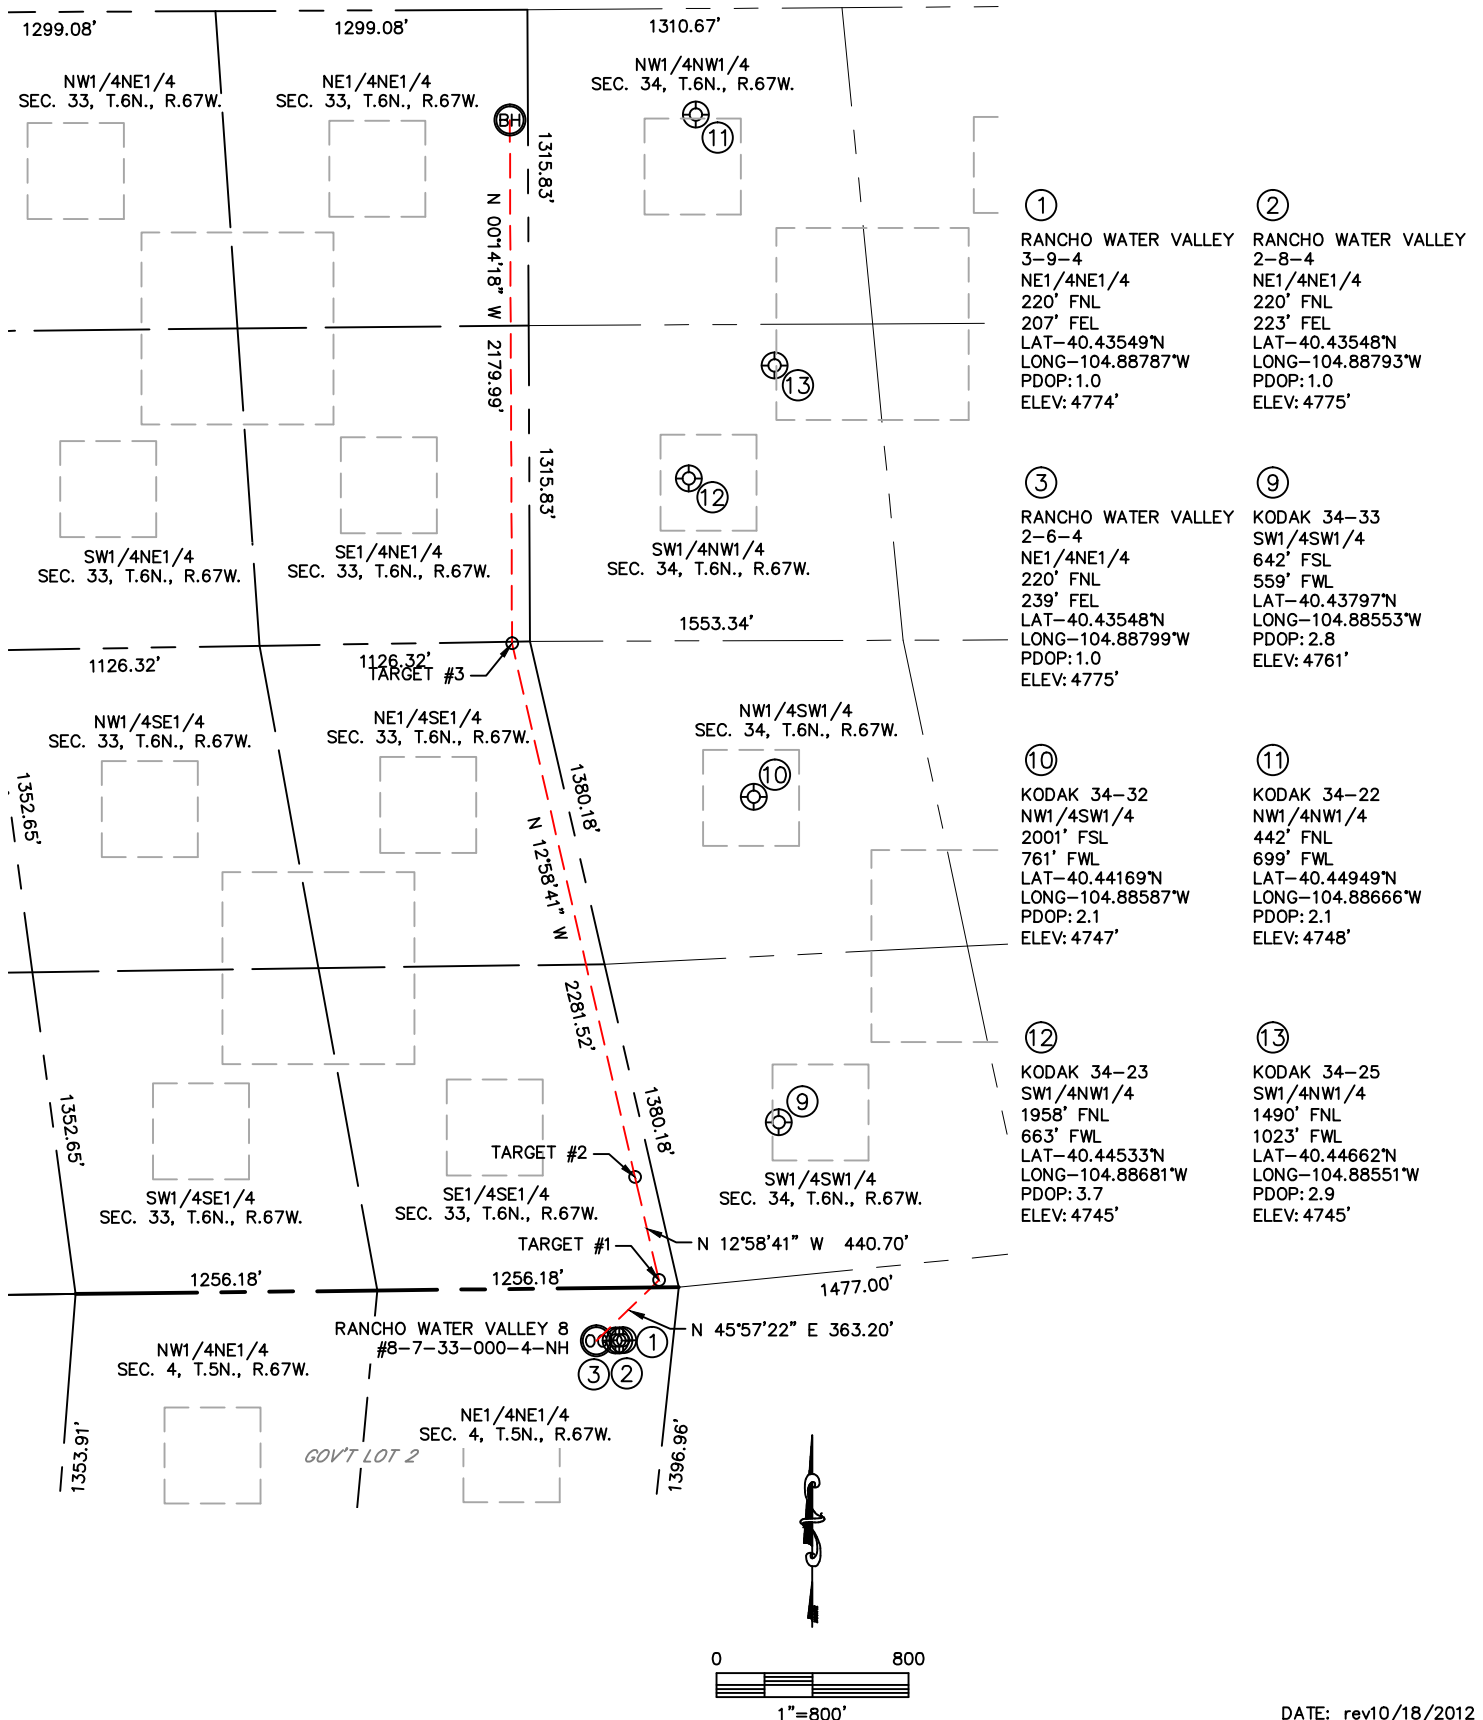 1299.08'
1299.08'
1310.67'
NW1/4NE1/4
SEC. 33, T.6N., R.67W.
NE1/4NE1/4
SEC. 33, T.6N., R.67W.
NW1/4NW1/4
SEC. 34, T.6N., R.67W.
BH
11
1315.83'
N 00°14'18" W 2179.99'
13
1315.83'
12
SW1/4NE1/4
SEC. 33, T.6N., R.67W.
SE1/4NE1/4
SEC. 33, T.6N., R.67W.
SW1/4NW1/4
SEC. 34, T.6N., R.67W.
1553.34'
1126.32'
1126.32'
TARGET #3
NW1/4SE1/4
SEC. 33, T.6N., R.67W.
NE1/4SE1/4
SEC. 33, T.6N., R.67W.
NW1/4SW1/4
SEC. 34, T.6N., R.67W.
10
1352.65'
1380.18'
N 12°58'41" W 2281.52'
1352.65'
1380.18'
9
TARGET #2
SW1/4SE1/4
SEC. 33, T.6N., R.67W.
SE1/4SE1/4
SEC. 33, T.6N., R.67W.
SW1/4SW1/4
SEC. 34, T.6N., R.67W.
TARGET #1
N 12°58'41" W 440.70'
1256.18'
1256.18'
1477.00'
RANCHO WATER VALLEY 8
#8-7-33-000-4-NH
1
N 45°57'22" E 363.20'
3
2
NW1/4NE1/4
SEC. 4, T.5N., R.67W.
NE1/4NE1/4
SEC. 4, T.5N., R.67W.
GOV'T LOT 2
1353.91'
1396.96'
0 800
1"=800'
1
RANCHO WATER VALLEY
3-9-4
NE1/4NE1/4
220' FNL
207' FEL
LAT-40.43549°N
LONG-104.88787°W
PDOP: 1.0
ELEV: 4774'
2
RANCHO WATER VALLEY
2-8-4
NE1/4NE1/4
220' FNL
223' FEL
LAT-40.43548°N
LONG-104.88793°W
PDOP: 1.0
ELEV: 4775'
3
RANCHO WATER VALLEY
2-6-4
NE1/4NE1/4
220' FNL
239' FEL
LAT-40.43548°N
LONG-104.88799°W
PDOP: 1.0
ELEV: 4775'
9
KODAK 34-33
SW1/4SW1/4
642' FSL
559' FWL
LAT-40.43797°N
LONG-104.88553°W
PDOP: 2.8
ELEV: 4761'
10
KODAK 34-32
NW1/4SW1/4
2001' FSL
761' FWL
LAT-40.44169°N
LONG-104.88587°W
PDOP: 2.1
ELEV: 4747'
11
KODAK 34-22
NW1/4NW1/4
442' FNL
699' FWL
LAT-40.44949°N
LONG-104.88666°W
PDOP: 2.1
ELEV: 4748'
12
KODAK 34-23
SW1/4NW1/4
1958' FNL
663' FWL
LAT-40.44533°N
LONG-104.88681°W
PDOP: 3.7
ELEV: 4745'
13
KODAK 34-25
SW1/4NW1/4
1490' FNL
1023' FWL
LAT-40.44662°N
LONG-104.88551°W
PDOP: 2.9
ELEV: 4745'
DATE: rev10/18/2012